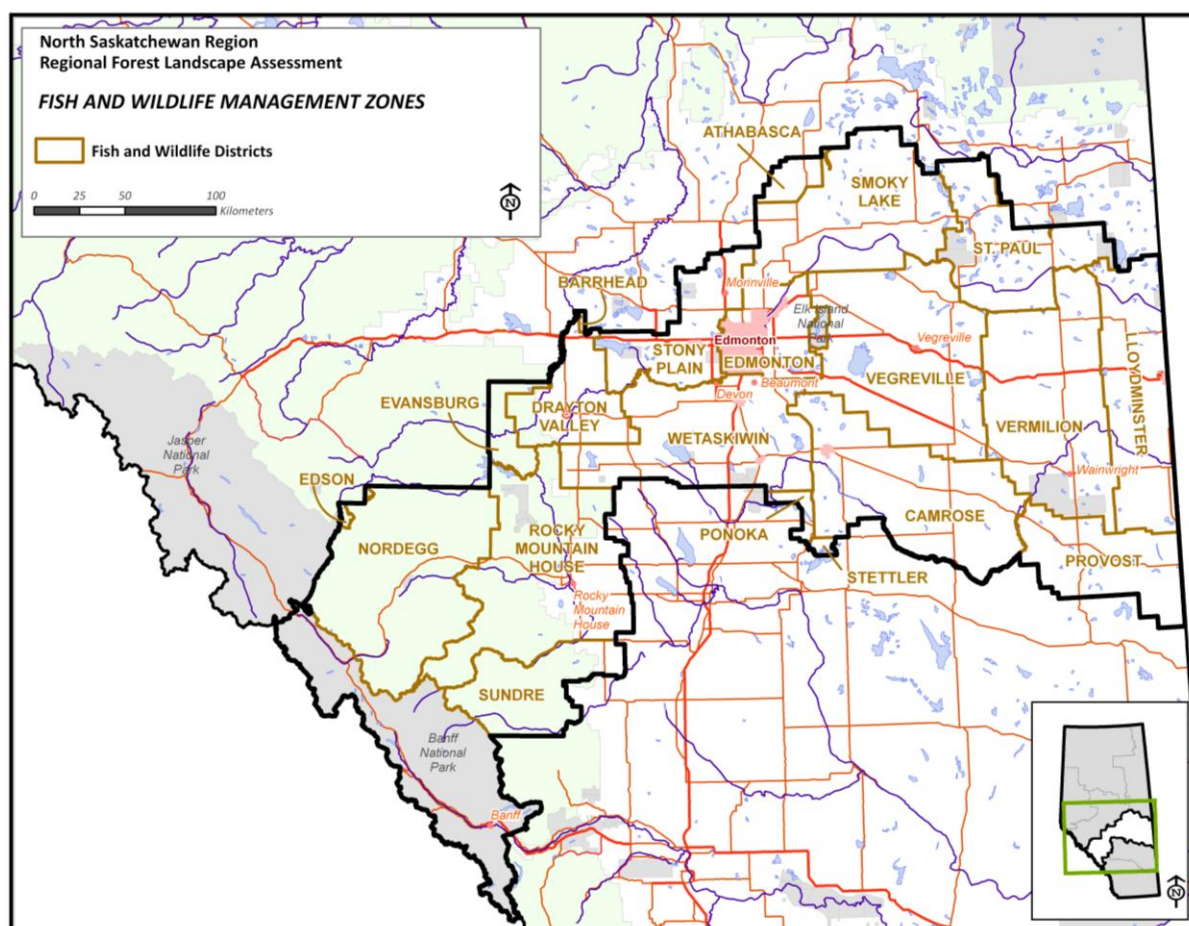 North Saskatchewan Region
Regional Forest Landscape Assessment
FISH AND WILDLIFE MANAGEMENT ZONES
Fish and Wildlife Districts
0 25 50 100
Kilometers
N
ATHABASCA
SMOKY
LAKE
ST. PAUL
BARRHEAD
Morinville
Elk Island
National
Park
Edmonton
STONY
PLAIN
EDMONTON
Vegreville
LLOYDMINSTER
Beaumont
VEGREVILLE
Devon
EVANSBURG
DRAYTON
VALLEY
WETASKIWIN
VERMILION
Jasper
National
Park
Wainwright
EDSON
CAMROSE
NORDEGG
ROCKY
MOUNTAIN
HOUSE
PONOKA
PROVOST
STETTLER
Rocky
Mountain
House
SUNDRE
Banff
National
Park
Banff
N